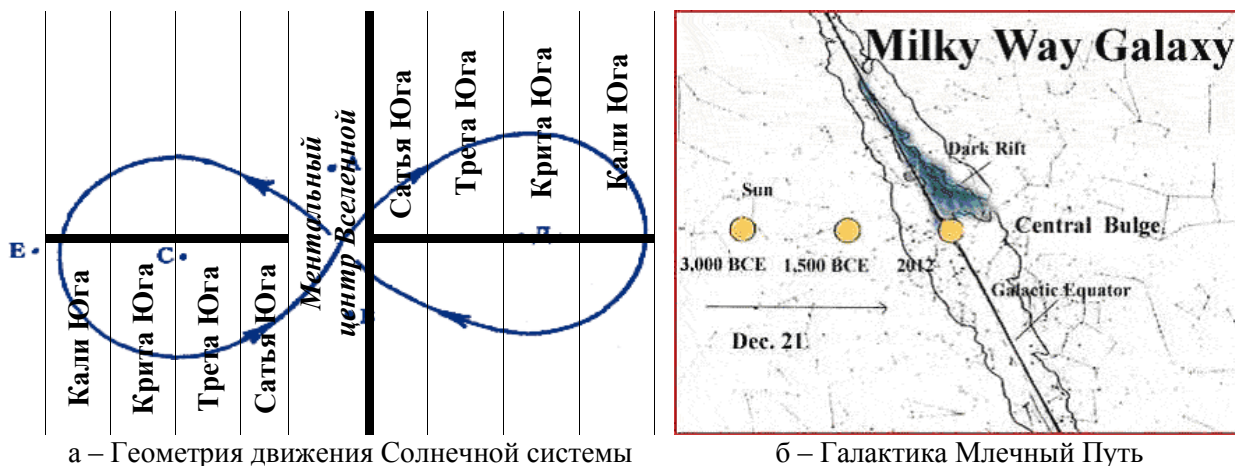 Кали Юга
Крита Юга
Трета Юга
Сатья Юга
Ментальный
центр Вселенной
Сатья Юга
Трета Юга
Крита Юга
Кали Юга
Е
С
а – Геометрия движения Солнечной системы
Milky Way Galaxy
Dark Rift
Sun
Central Bulge
3,000 BCE
1,500 BCE
2012
Galactic Equator
Dec. 21
б – Галактика Млечный Путь